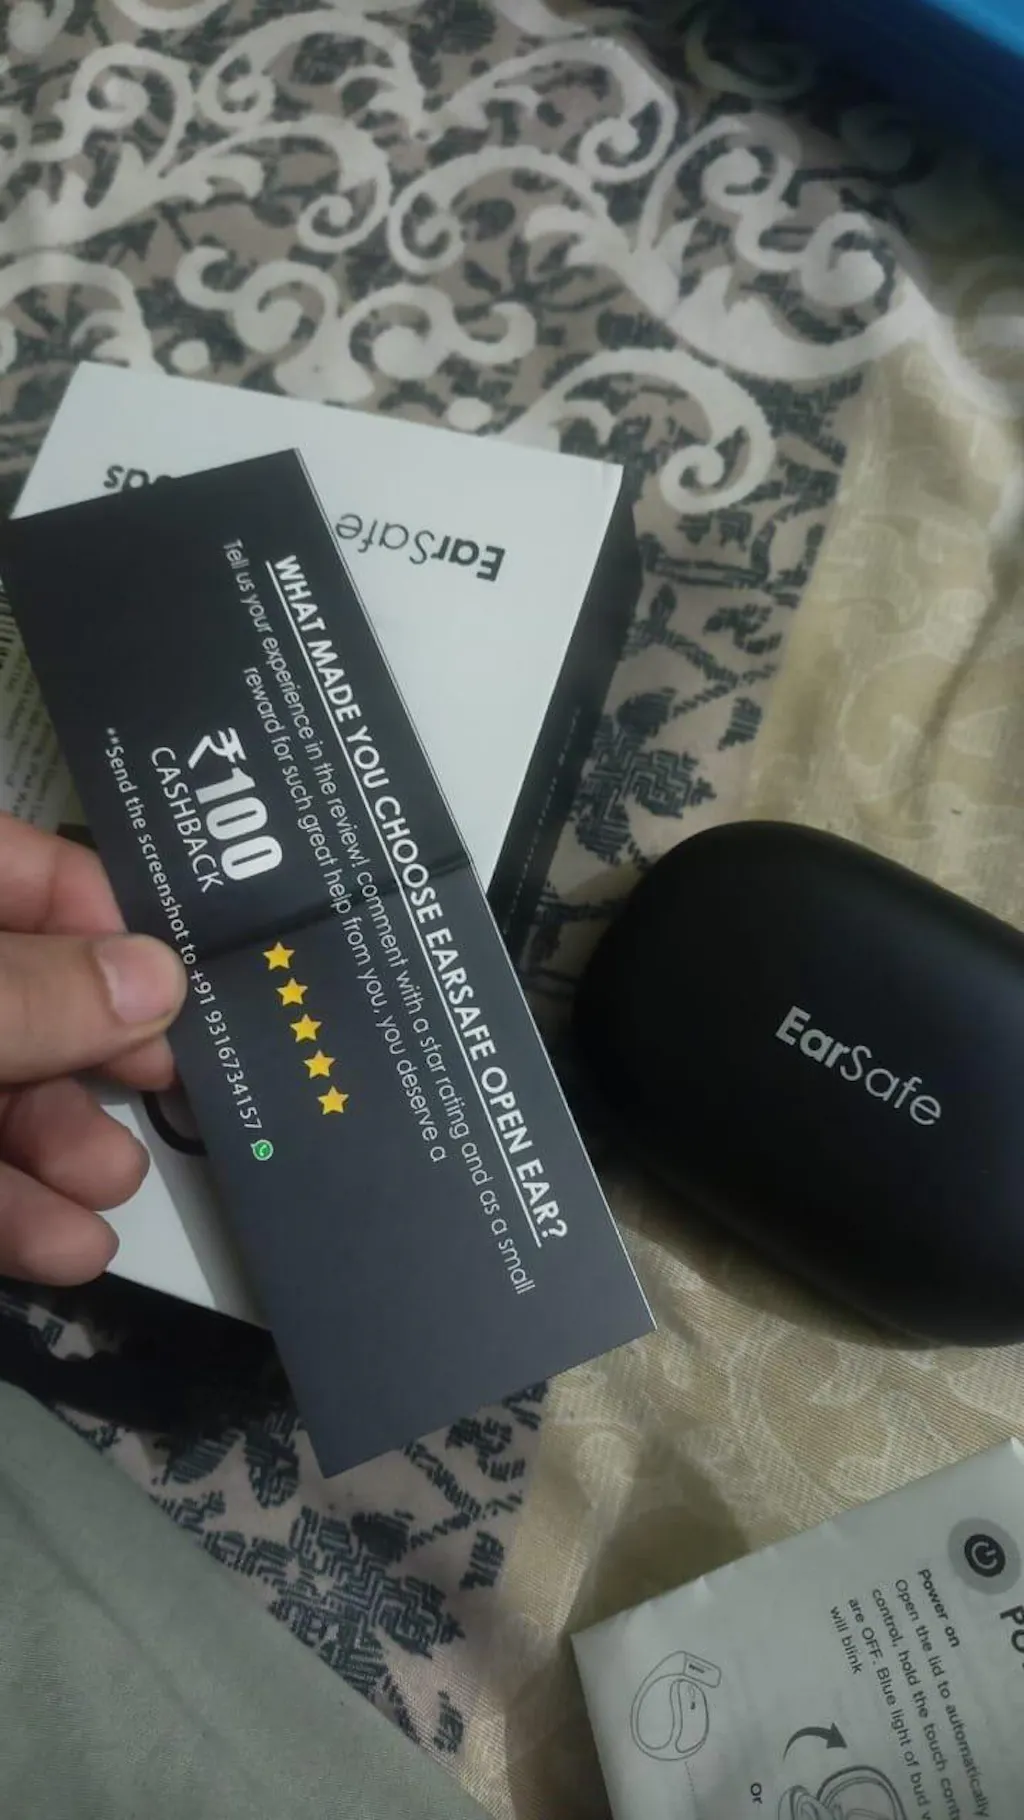 EarSafe
WHAT MADE YOU CHOOSE EARSAFE OPEN EAR?
Tell us your experience in the review! comment with a star rating and as a small
reward for such great help from you, you deserve a
₹100
CASHBACK
**Send the screenshot to +91 9316734157
EarSafe
Power on
Open the lid to automatically
control, hold the touch
are OFF. Blue light of bud
will blink
Or